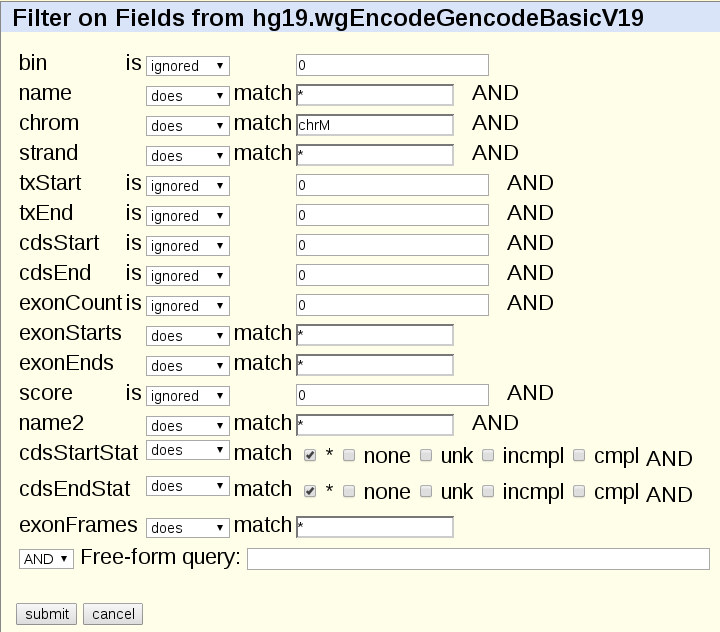 Filter on Fields from hg19.wgEncodeGencodeBasicV19
bin is ignored 0
name does match * AND
chrom does match chrM AND
strand does match * AND
txStart is ignored 0 AND
txEnd is ignored 0 AND
cdsStart is ignored 0 AND
cdsEnd is ignored 0 AND
exonCount is ignored 0 AND
exonStarts does match *
exonEnds does match *
score is ignored 0 AND
name2 does match * AND
cdsStartStat does match * none unk incmpl cmpl AND
cdsEndStat does match * none unk incmpl cmpl AND
exonFrames does match *
AND Free-form query:
submit cancel